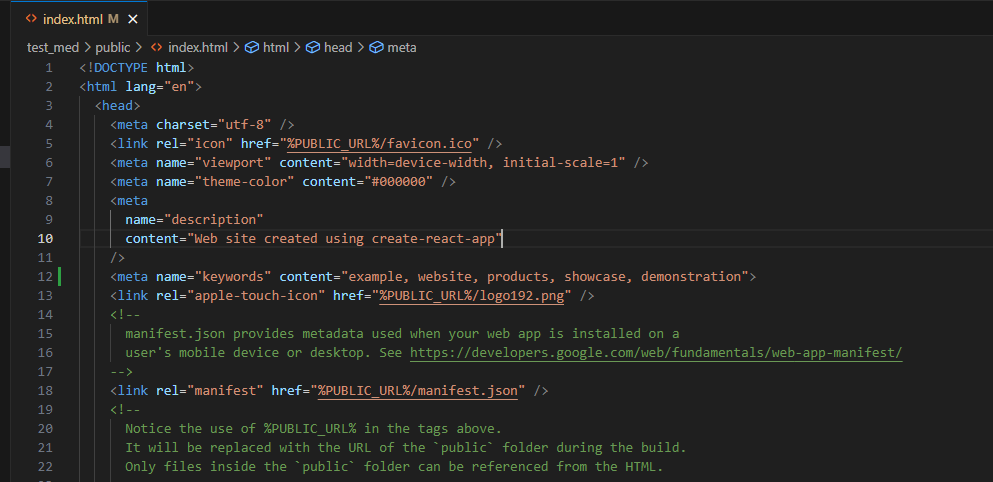 index.html M
test_med > public > index.html > html > head > meta
1 <!DOCTYPE html>
2 <html lang="en">
3 <head>
4 <meta charset="utf-8" />
5 <link rel="icon" href="%PUBLIC_URL%/favicon.ico" />
6 <meta name="viewport" content="width=device-width, initial-scale=1" />
7 <meta name="theme-color" content="#000000" />
8 <meta
9 name="description"
10 content="Web site created using create-react-app"
11 />
12 <meta name="keywords" content="example, website, products, showcase, demonstration">
13 <link rel="apple-touch-icon" href="%PUBLIC_URL%/logo192.png" />
14 <!--
15 manifest.json provides metadata used when your web app is installed on a
16 user's mobile device or desktop. See https://developers.google.com/web/fundamentals/web-app-manifest/
17 -->
18 <link rel="manifest" href="%PUBLIC_URL%/manifest.json" />
19 <!--
20 Notice the use of %PUBLIC_URL% in the tags above.
21 It will be replaced with the URL of the `public` folder during the build.
22 Only files inside the `public` folder can be referenced from the HTML.